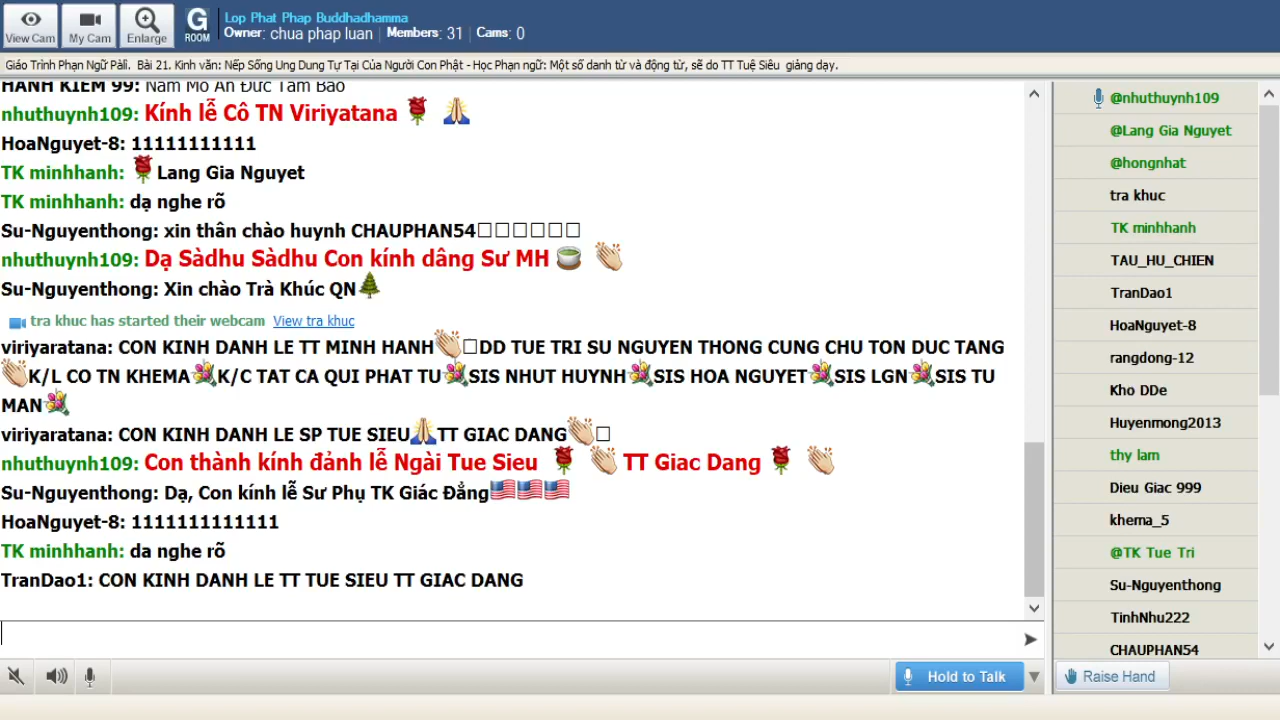 View Cam
My Cam
Enlarge
G
ROOM
Lop Phat Phap Buddhadhamma
Owner: chua phap luan Members: 31 Cams: 0
Giáo Trình Phạn Ngữ Pàli. Bài 21. Kinh văn: Nếp Sống Ung Dung Tự Tại Của Người Con Phật - Học Phạn ngữ: Một số danh từ và động từ, sẽ do TT Tuệ Siêu giảng dạy.
HANH KIEM 99: Nam Mô Ân Đức Tam Bảo
nhuthuynh109: Kính lễ Cô TN Viriyatana
HoaNguyet-8: 11111111111
TK minhhanh: Lang Gia Nguyet
TK minhhanh: dạ nghe rõ
Su-Nguyenthong: xin thân chào huynh CHAUPHAN54
nhuthuynh109: Dạ Sàdhu Sàdhu Con kính dâng Sư MH
Su-Nguyenthong: Xin chào Trà Khúc QN
tra khuc has started their webcam View tra khuc
viriyaratana: CON KINH DANH LE TT MINH HANH DD TUE TRI SU NGUYEN THONG CUNG CHU TON DUC TANG
K/L CO TN KHEMA K/C TAT CA QUI PHAT TU SIS NHUT HUYNH SIS HOA NGUYET SIS LGN SIS TU
MAN
viriyaratana: CON KINH DANH LE SP TUE SIEU TT GIAC DANG
nhuthuynh109: Con thành kính đảnh lễ Ngài Tue Sieu TT Giac Dang
Su-Nguyenthong: Dạ, Con kính lễ Sư Phụ TK Giác Đẳng
HoaNguyet-8: 1111111111111
TK minhhanh: da nghe rõ
TranDao1: CON KINH DANH LE TT TUE SIEU TT GIAC DANG
Hold to Talk
@nhuthuynh109
@Lang Gia Nguyet
@hongnhat
tra khuc
TK minhhanh
TAU_HU_CHIEN
TranDao1
HoaNguyet-8
rangdong-12
Kho DDe
Huyenmong2013
thy lam
Dieu Giac 999
khema_5
@TK Tue Tri
Su-Nguyenthong
TinhNhu222
CHAUPHAN54
Raise Hand